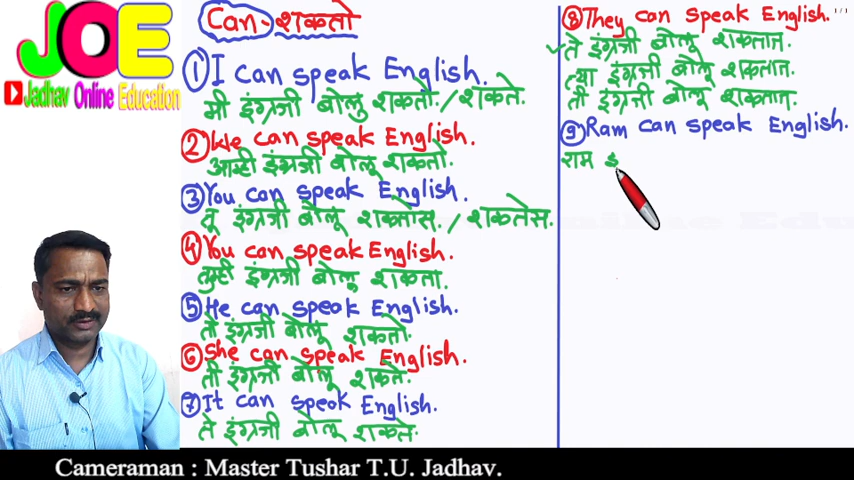 JOE
Jadhav Online Education
Can - शकतो
① I can speak English.
मी इंग्रजी बोलु शकतो. / शकते.
② We can speak English.
आम्ही इंग्रजी बोलू शकतो.
③ You can speak English.
तू इंग्रजी बोलू शकतोस. / शकतेस.
④ You can speak English.
तुम्ही इंग्रजी बोलू शकता.
⑤ He can speak English.
तो इंग्रजी बोलू शकतो.
⑥ She can speak English.
ती इंग्रजी बोलू शकते.
⑦ It can speak English.
ते इंग्रजी बोलू शकते.
⑧ They can speak English.
ते इंग्रजी बोलू शकतात.
त्या इंग्रजी बोलू शकतात.
ती इंग्रजी बोलू शकतात.
⑨ Ram can speak English.
राम इ
1/1
Cameraman : Master Tushar T.U. Jadhav.